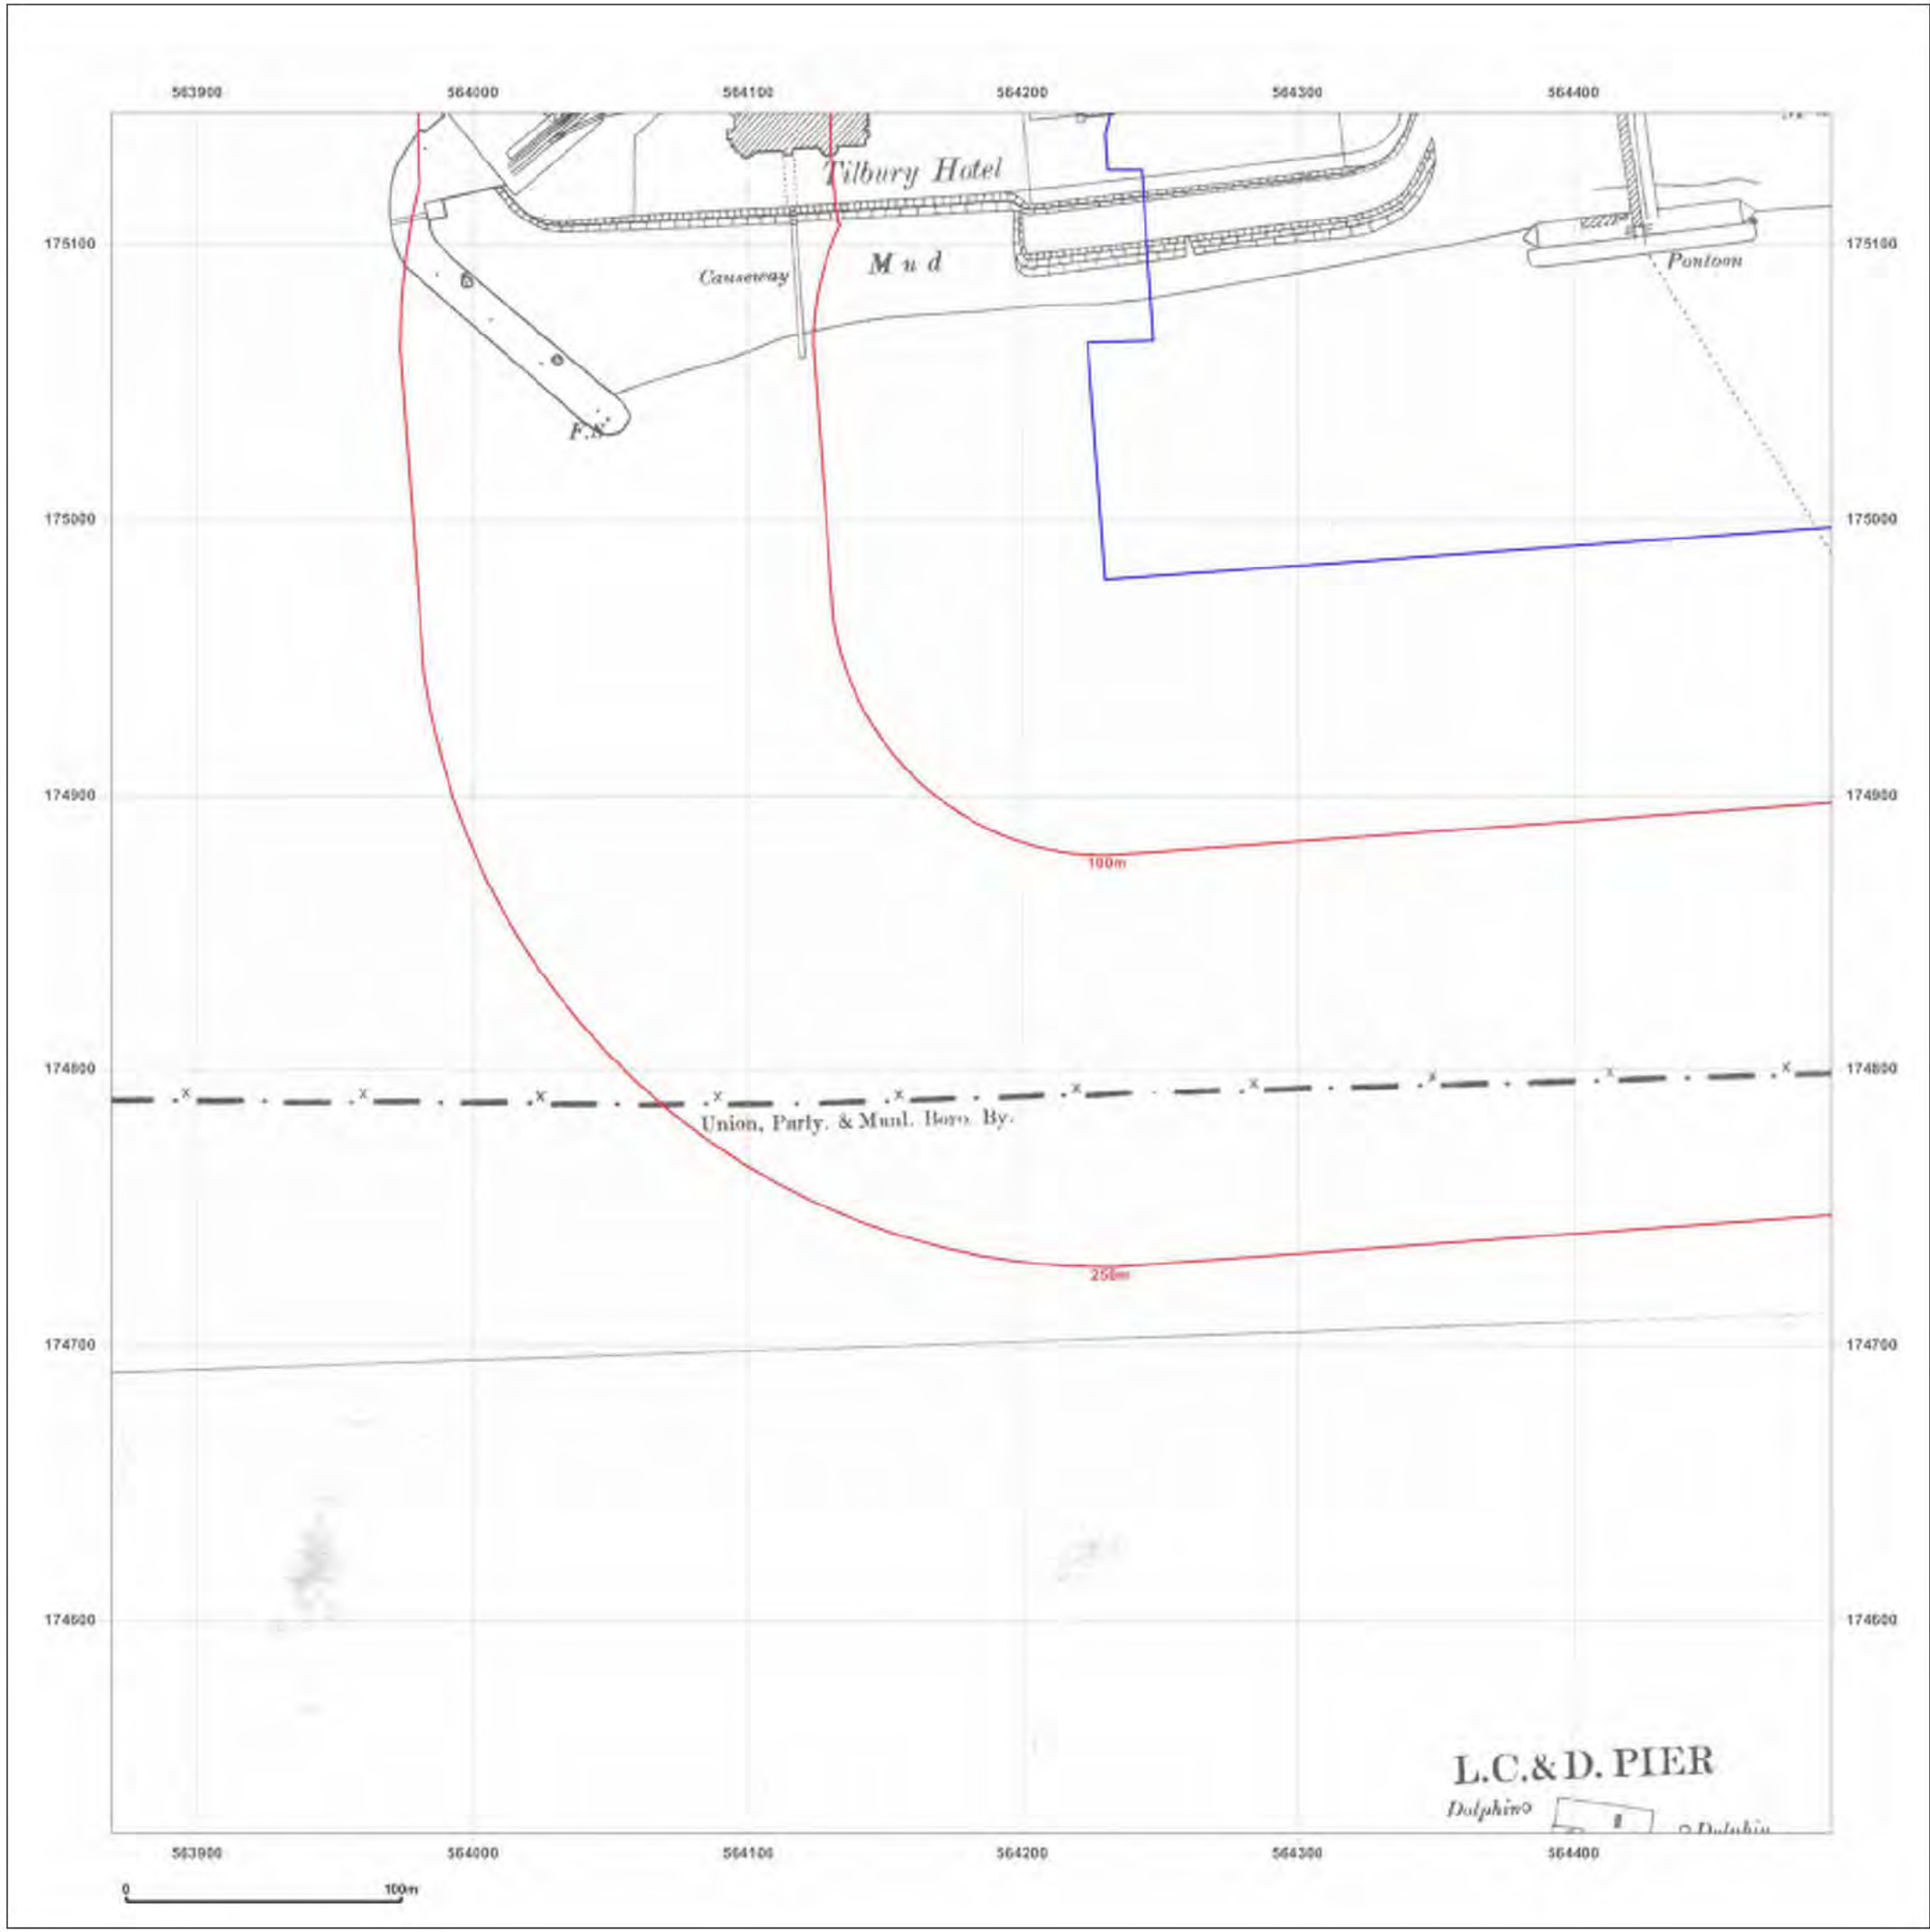 563900 564000 564100 564200 564300 564400
Tilbury Hotel
175100 175100
Mud
Causeway
Pontoon
175000 175000
174900 174900
100m
174800 174800
Union, Party. & Munl. Boro. By.
250m
174700 174700
174600 174600
L.C.& D. PIER
Dolphin
Dolphin
563900 564000 564100 564200 564300 564400
0 100m